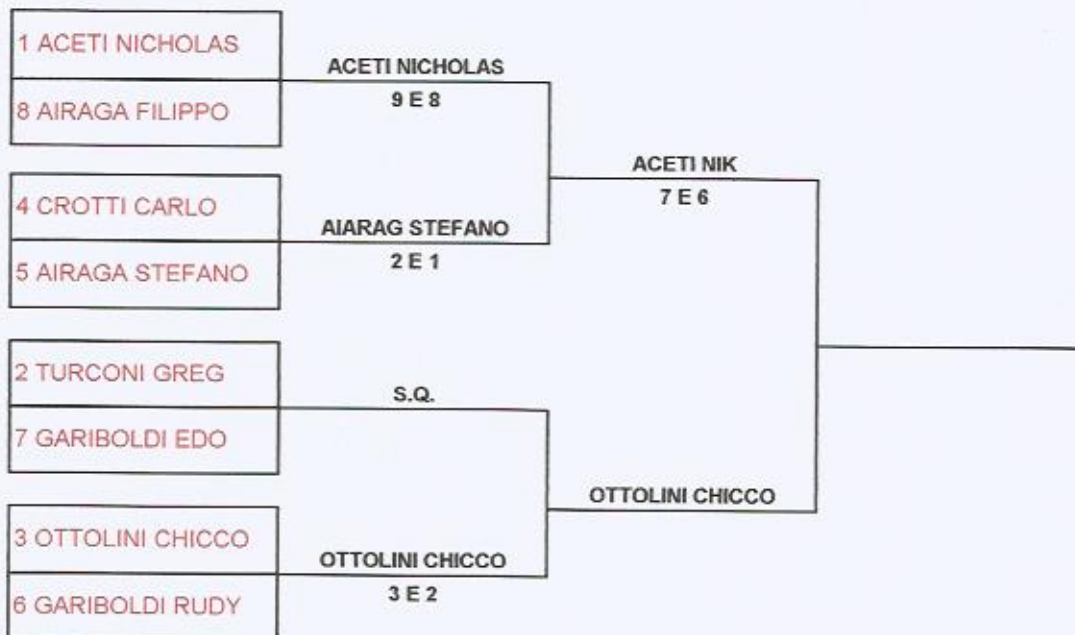 1 ACETI NICHOLAS
8 AIRAGA FILIPPO
4 CROTTI CARLO
5 AIRAGA STEFANO
2 TURCONI GREG
7 GARIBOLDI EDO
3 OTTOLINI CHICCO
6 GARIBOLDI RUDY
ACETI NICHOLAS
9 E 8
AIARAG STEFANO
2 E 1
S.Q.
OTTOLINI CHICCO
3 E 2
ACETI NIK
7 E 6
OTTOLINI CHICCO